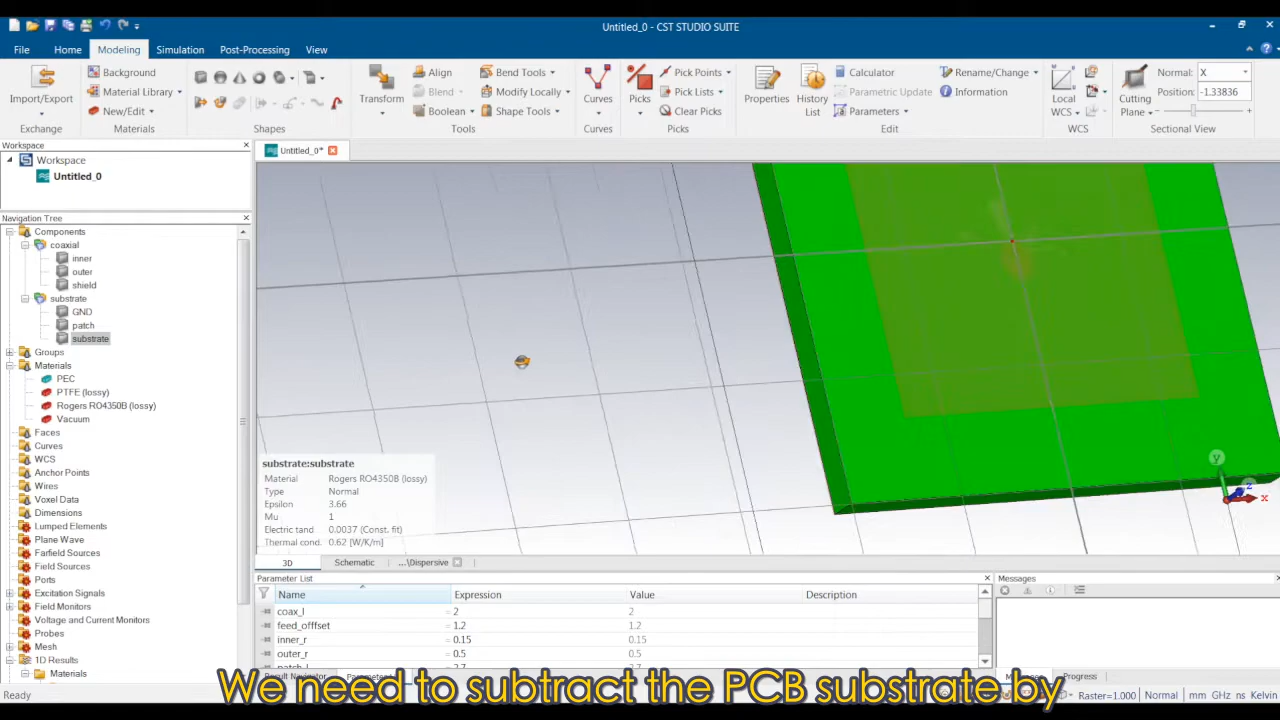 Untitled_0 - CST STUDIO SUITE
File Home Modeling Simulation Post-Processing View
Import/Export
Exchange
Background
Material Library
New/Edit
Materials
Shapes
Transform
Align
Blend
Boolean
Bend Tools
Modify Locally
Shape Tools
Tools
Curves
Curves
Picks
Pick Points
Pick Lists
Clear Picks
Picks
Properties
History List
Calculator
Parametric Update
Parameters
Rename/Change
Information
Edit
Local WCS
WCS
Cutting Plane
Normal: X
Position: -1.33836
Sectional View
Workspace
Workspace
Untitled_0
Untitled_0*
Navigation Tree
Components
coaxial
inner
outer
shield
substrate
GND
patch
substrate
Groups
Materials
PEC
PTFE (lossy)
Rogers RO4350B (lossy)
Vacuum
Faces
Curves
WCS
Anchor Points
Wires
Voxel Data
Dimensions
Lumped Elements
Plane Wave
Farfield Sources
Field Sources
Ports
Excitation Signals
Field Monitors
Voltage and Current Monitors
Probes
Mesh
1D Results
Materials
substrate:substrate
Material Rogers RO4350B (lossy)
Type Normal
Epsilon 3.66
Mu 1
Electric tand 0.0037 (Const. fit)
Thermal cond. 0.62 [W/K/m]
y
z
x
3D Schematic ...\Dispersive
Parameter List
Name Expression Value Description
coax_l = 2 2
feed_offfset = 1.2 1.2
inner_r = 0.15 0.15
outer_r = 0.5 0.5
Messages
Progress
We need to subtract the PCB substrate by
Ready
Raster=1.000 Normal mm GHz ns Kelvin